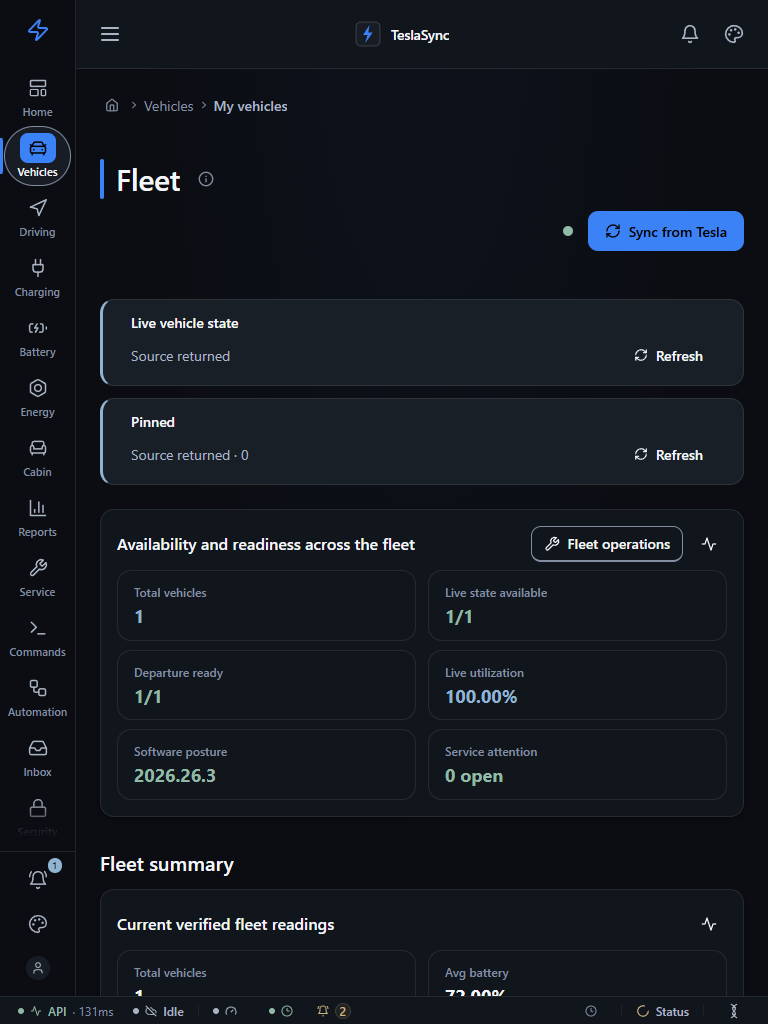 TeslaSync
Home
Vehicles
Driving
Charging
Battery
Energy
Cabin
Reports
Service
Commands
Automation
Inbox
Security
1
Vehicles
My vehicles
Fleet
Sync from Tesla
Live vehicle state
Source returned
Refresh
Pinned
Source returned · 0
Refresh
Availability and readiness across the fleet
Fleet operations
Total vehicles
1
Live state available
1/1
Departure ready
1/1
Live utilization
100.00%
Software posture
2026.26.3
Service attention
0 open
Fleet summary
Current verified fleet readings
Total vehicles
1
Avg battery
72.00%
API · 131ms
Idle
2
Status